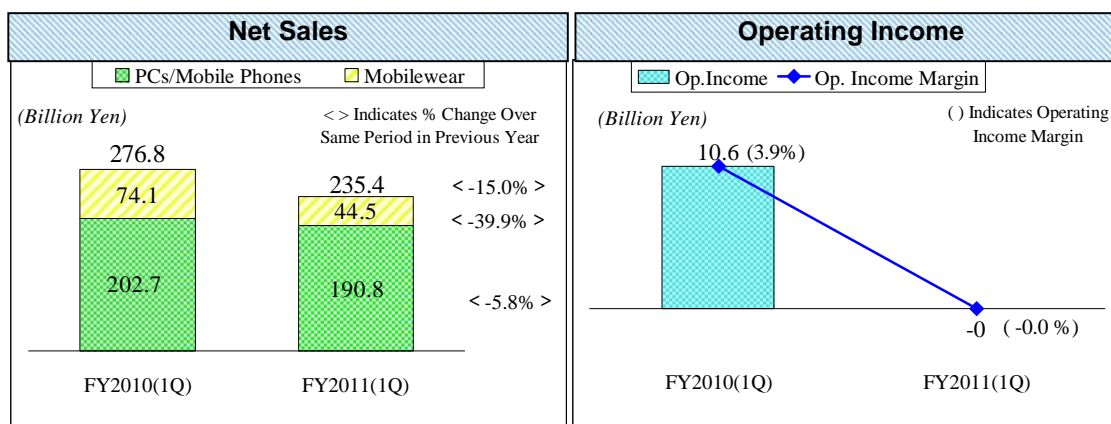 Net Sales
PCs/Mobile Phones Mobilewear
(Billion Yen)
< > Indicates % Change Over
Same Period in Previous Year
276.8
74.1
202.7
235.4
44.5
190.8
< -15.0% >
< -39.9% >
< -5.8% >
FY2010(1Q) FY2011(1Q)
Operating Income
Op.Income Op. Income Margin
(Billion Yen)
( ) Indicates Operating
Income Margin
10.6 (3.9%)
-0 ( -0.0 %)
FY2010(1Q) FY2011(1Q)